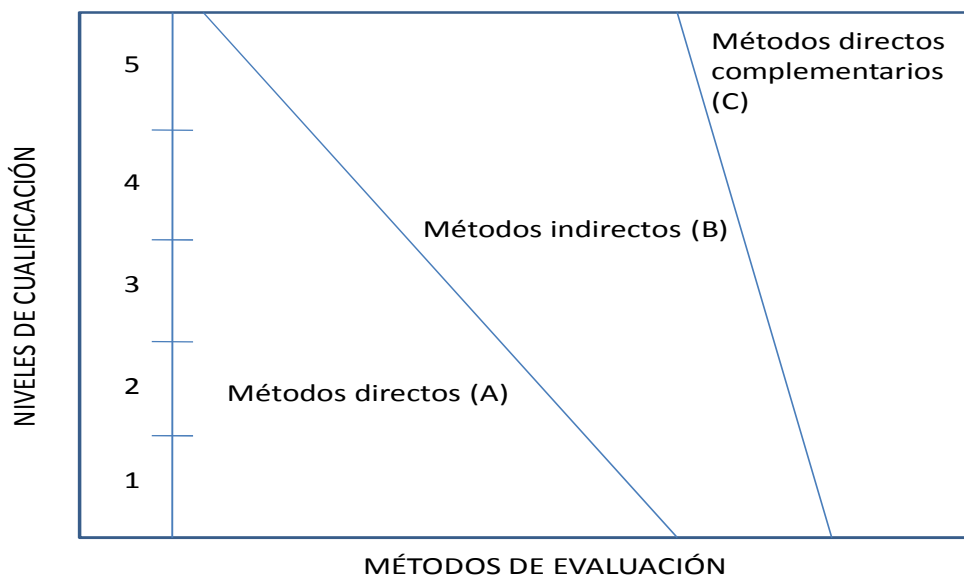 NIVELES DE CUALIFICACIÓN
5
4
3
2
1
Métodos directos
complementarios
(C)
Métodos indirectos (B)
Métodos directos (A)
MÉTODOS DE EVALUACIÓN